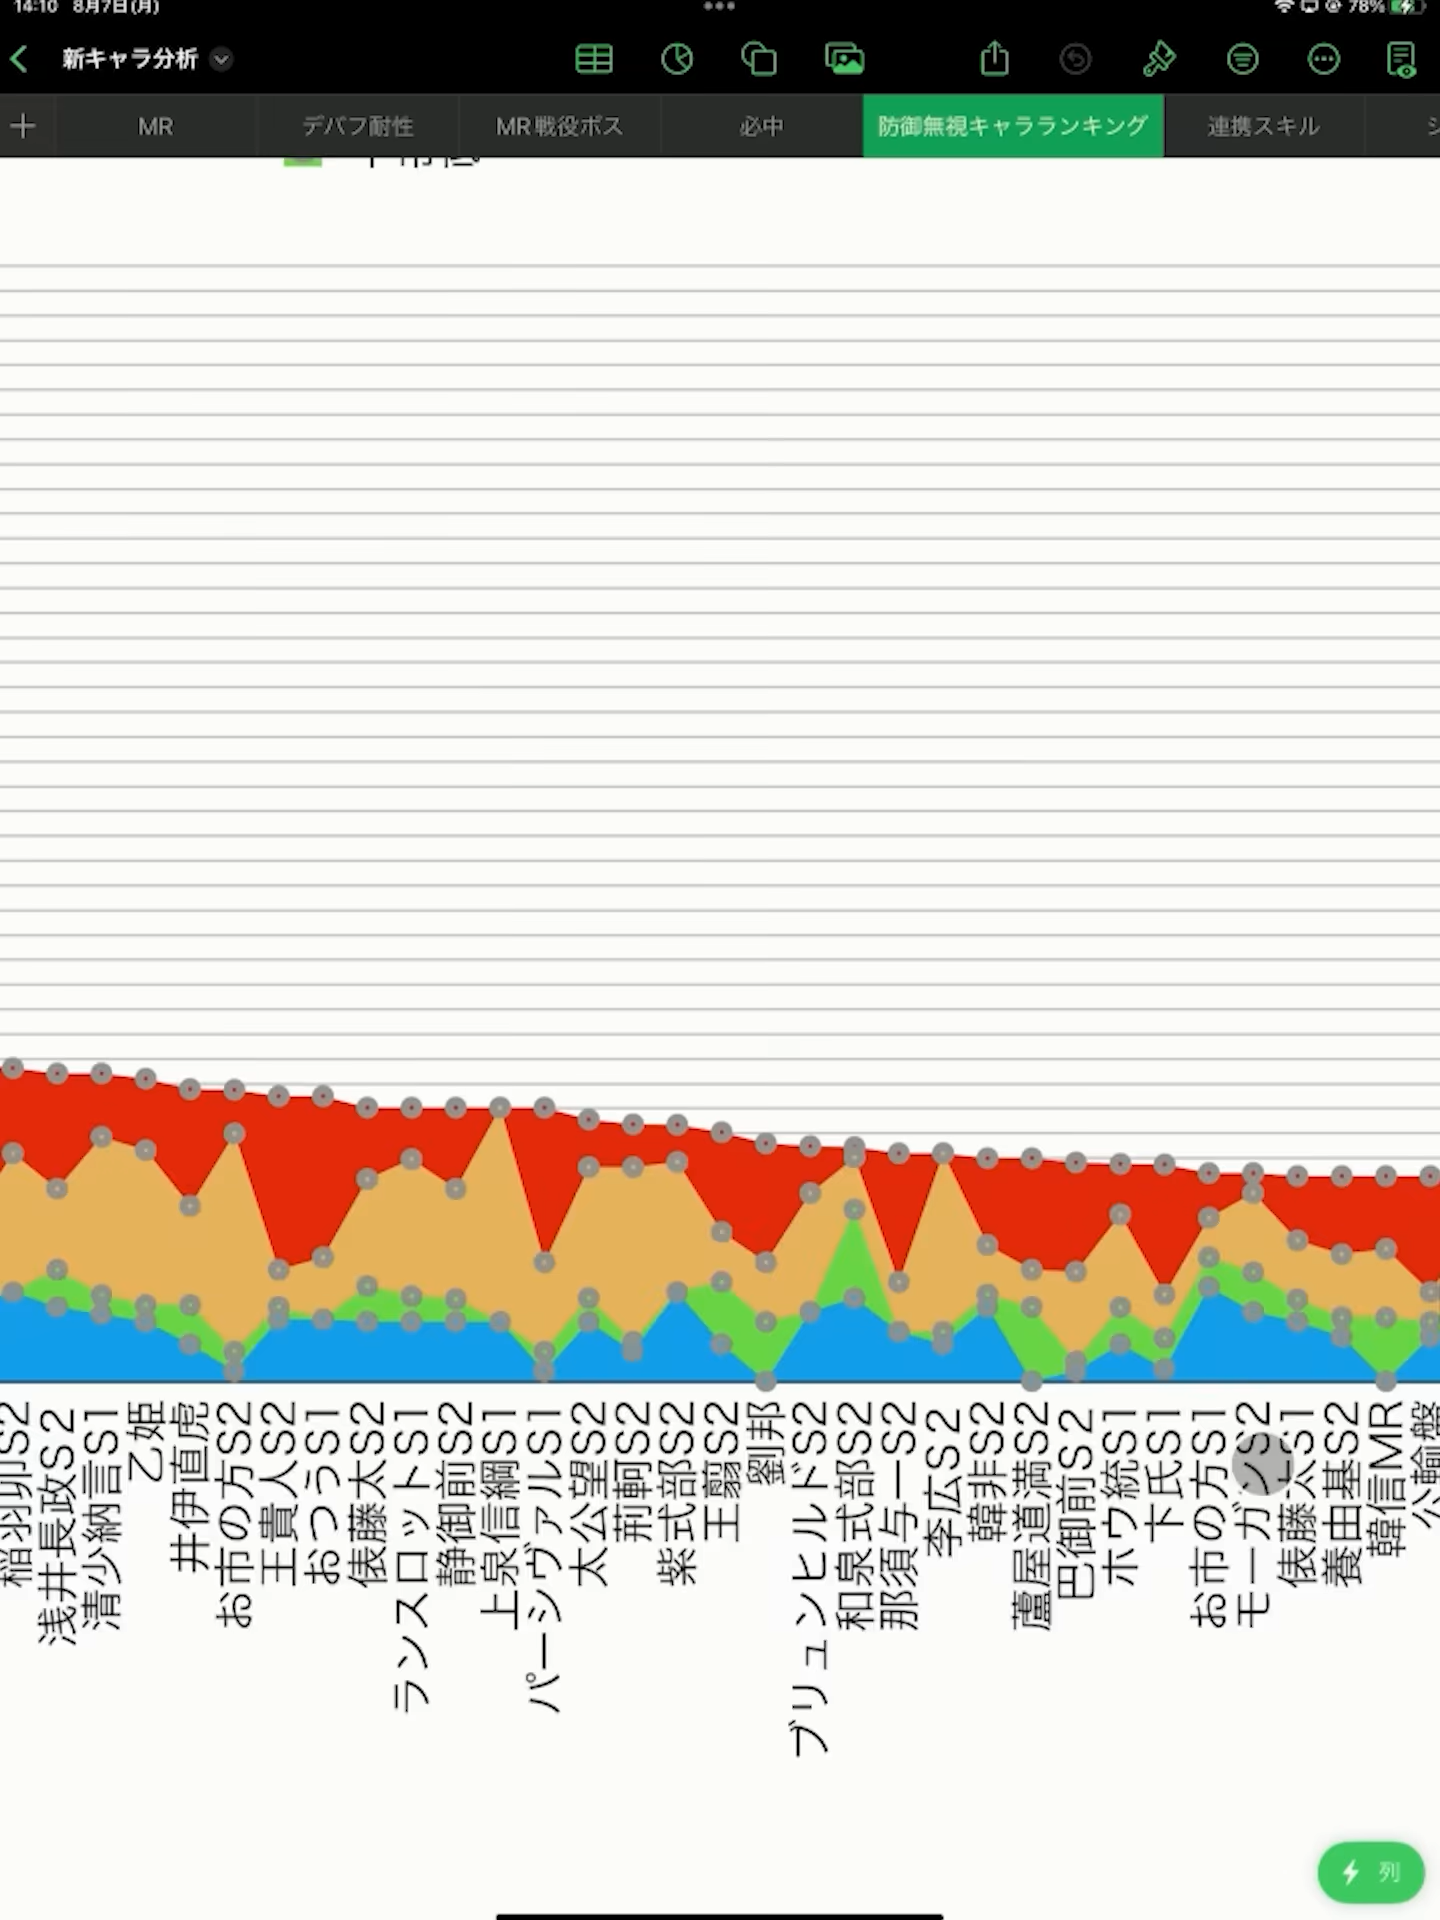 14:10 8月7日(月)
78%
新キャラ分析
MR
デバフ耐性
MR戦役ボス
必中
防御無視キャラランキング
連携スキル
浅井長政S2
清少納言S1
乙姫
井伊直虎
お市の方S2
王貴人S2
おつうS1
俵藤太S2
ランスロットS1
静御前S2
上泉信綱S1
パーシヴァルS1
太公望S2
荊軻S2
紫式部S2
王翦S2
劉邦
ブリュンヒルドS2
和泉式部S2
那須与一S2
李広S2
韓非S2
蘆屋道満S2
巴御前S2
ホウ統S1
卞氏S1
お市の方S1
俵藤太S1
養由基S2
韓信MR
列